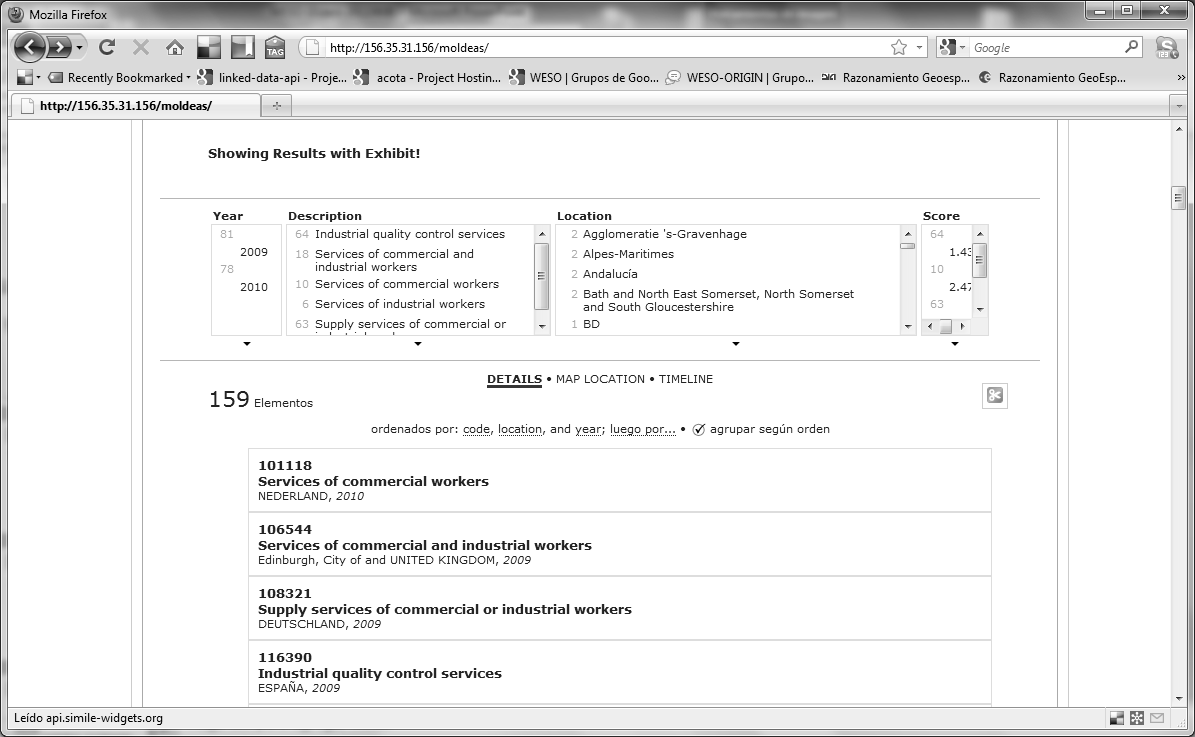 Mozilla Firefox
http://156.35.31.156/moldeas/
Google
TAG
Recently Bookmarked
linked-data-api - Proje...
acota - Project Hostin...
WESO | Grupos de Goo...
WESO-ORIGIN | Grupo...
Razonamiento Geoesp...
Razonamiento GeoEsp...
http://156.35.31.156/moldeas/
Showing Results with Exhibit!
Year
81
2009
78
2010
Description
64 Industrial quality control services
18 Services of commercial and
industrial workers
10 Services of commercial workers
6 Services of industrial workers
63 Supply services of commercial or
Location
2 Agglomeratie 's-Gravenhage
2 Alpes-Maritimes
2 Andalucía
2 Bath and North East Somerset, North Somerset
and South Gloucestershire
1 BD
Score
64
1.43
10
2.47
63
DETAILS • MAP LOCATION • TIMELINE
159 Elementos
ordenados por: code, location, and year; luego por... • agrupar según orden
101118
Services of commercial workers
NEDERLAND, 2010
106544
Services of commercial and industrial workers
Edinburgh, City of and UNITED KINGDOM, 2009
108321
Supply services of commercial or industrial workers
DEUTSCHLAND, 2009
116390
Industrial quality control services
ESPAÑA, 2009
Leído api.simile-widgets.org